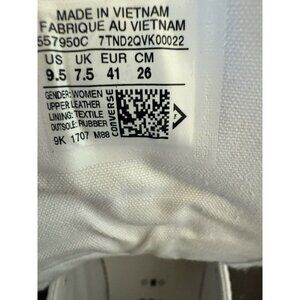 MADE IN VIETNAM
FABRIQUE AU VIETNAM
557950C 7TND2QVK00022
US UK EUR CM
9.5 7.5 41 26
GENDER: WOMEN
UPPER: LEATHER
LINING: TEXTILE
OUTSOLE: RUBBER
9K 1707 M88
CONVERSE